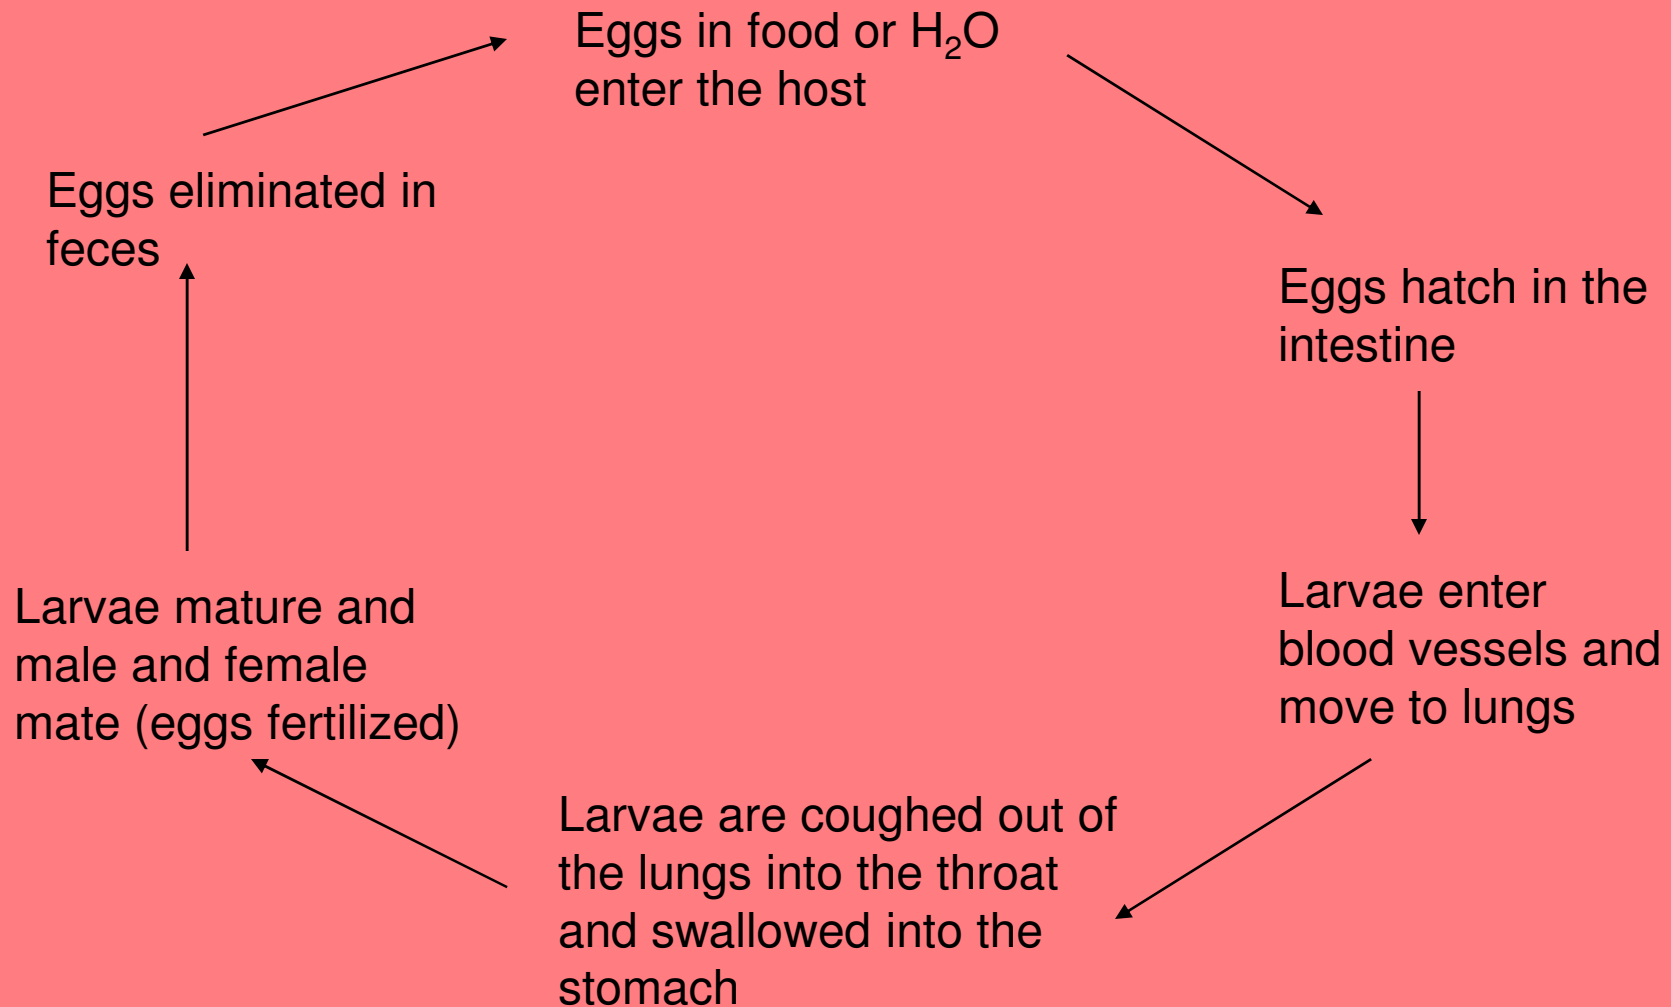 Eggs in food or H₂O
enter the host
Eggs hatch in the
intestine
Larvae enter
blood vessels and
move to lungs
Larvae are coughed out of
the lungs into the throat
and swallowed into the
stomach
Larvae mature and
male and female
mate (eggs fertilized)
Eggs eliminated in
feces